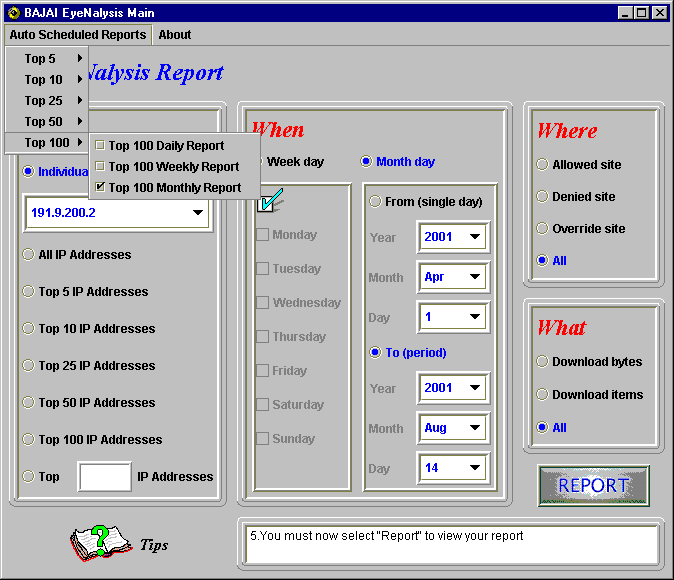 BAJAI EyeNalysis Main
Auto Scheduled Reports About
Top 5
Top 10
Top 25
Top 50
Top 100
Top 100 Daily Report
Top 100 Weekly Report
Top 100 Monthly Report
Nalysis Report
Individua
191.9.200.2
All IP Addresses
Top 5 IP Addresses
Top 10 IP Addresses
Top 25 IP Addresses
Top 50 IP Addresses
Top 100 IP Addresses
Top IP Addresses
When
Week day Month day
Monday
Tuesday
Wednesday
Thursday
Friday
Saturday
Sunday
From (single day)
Year 2001
Month Apr
Day 1
To (period)
Year 2001
Month Aug
Day 14
Where
Allowed site
Denied site
Override site
All
What
Download bytes
Download items
All
REPORT
Tips
5.You must now select "Report" to view your report